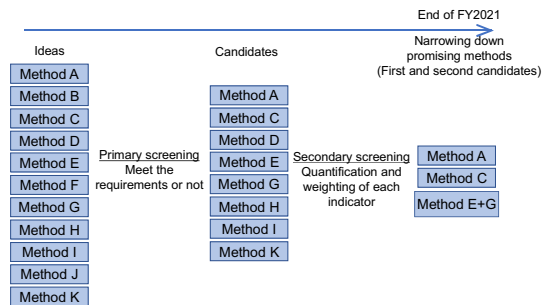 End of FY2021
Ideas
Candidates
Narrowing down
promising methods
(First and second candidates)
Method A
Method B
Method C
Method D
Method E
Method F
Method G
Method H
Method I
Method J
Method K
Primary screening
Meet the
requirements or not
Method A
Method C
Method D
Method E
Method G
Method H
Method I
Method K
Secondary screening
Quantification and
weighting of each
indicator
Method A
Method C
Method E+G